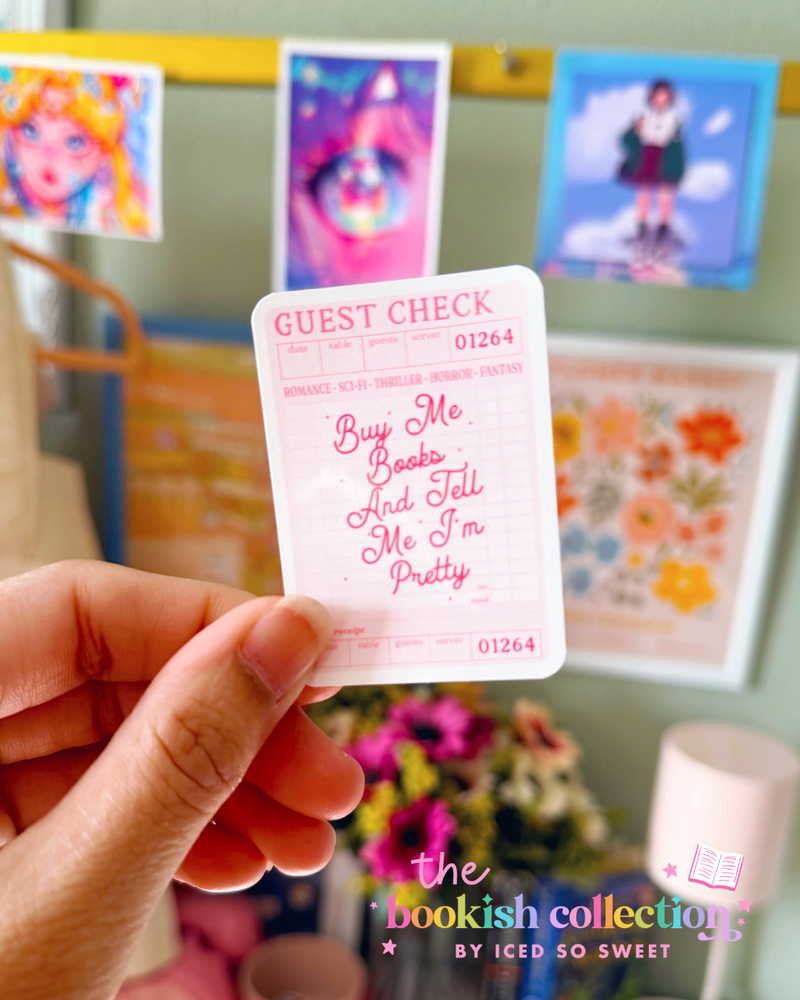 GUEST CHECK
date table guests server 01264
ROMANCE - SCI-FI - THRILLER - HORROR - FANTASY
Buy Me
Books
And Tell
Me I'm
Pretty
tax
total
receipt
table guests server 01264
the
bookish collection
BY ICED SO SWEET